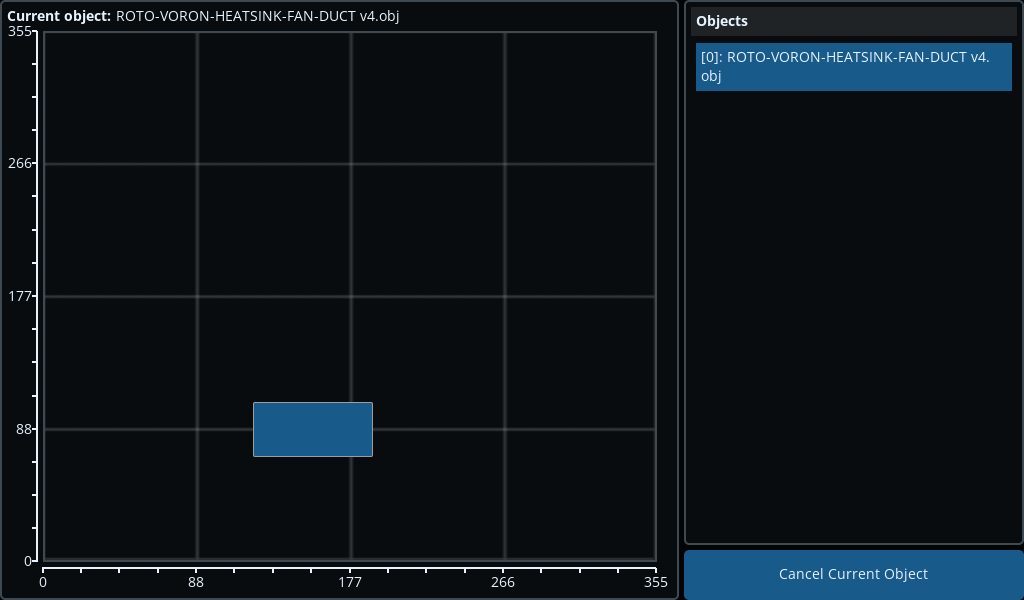 Current object: ROTO-VORON-HEATSINK-FAN-DUCT v4.obj
355
266
177
88
0
0 88 177 266 355
Objects
[0]: ROTO-VORON-HEATSINK-FAN-DUCT v4.
obj
Cancel Current Object